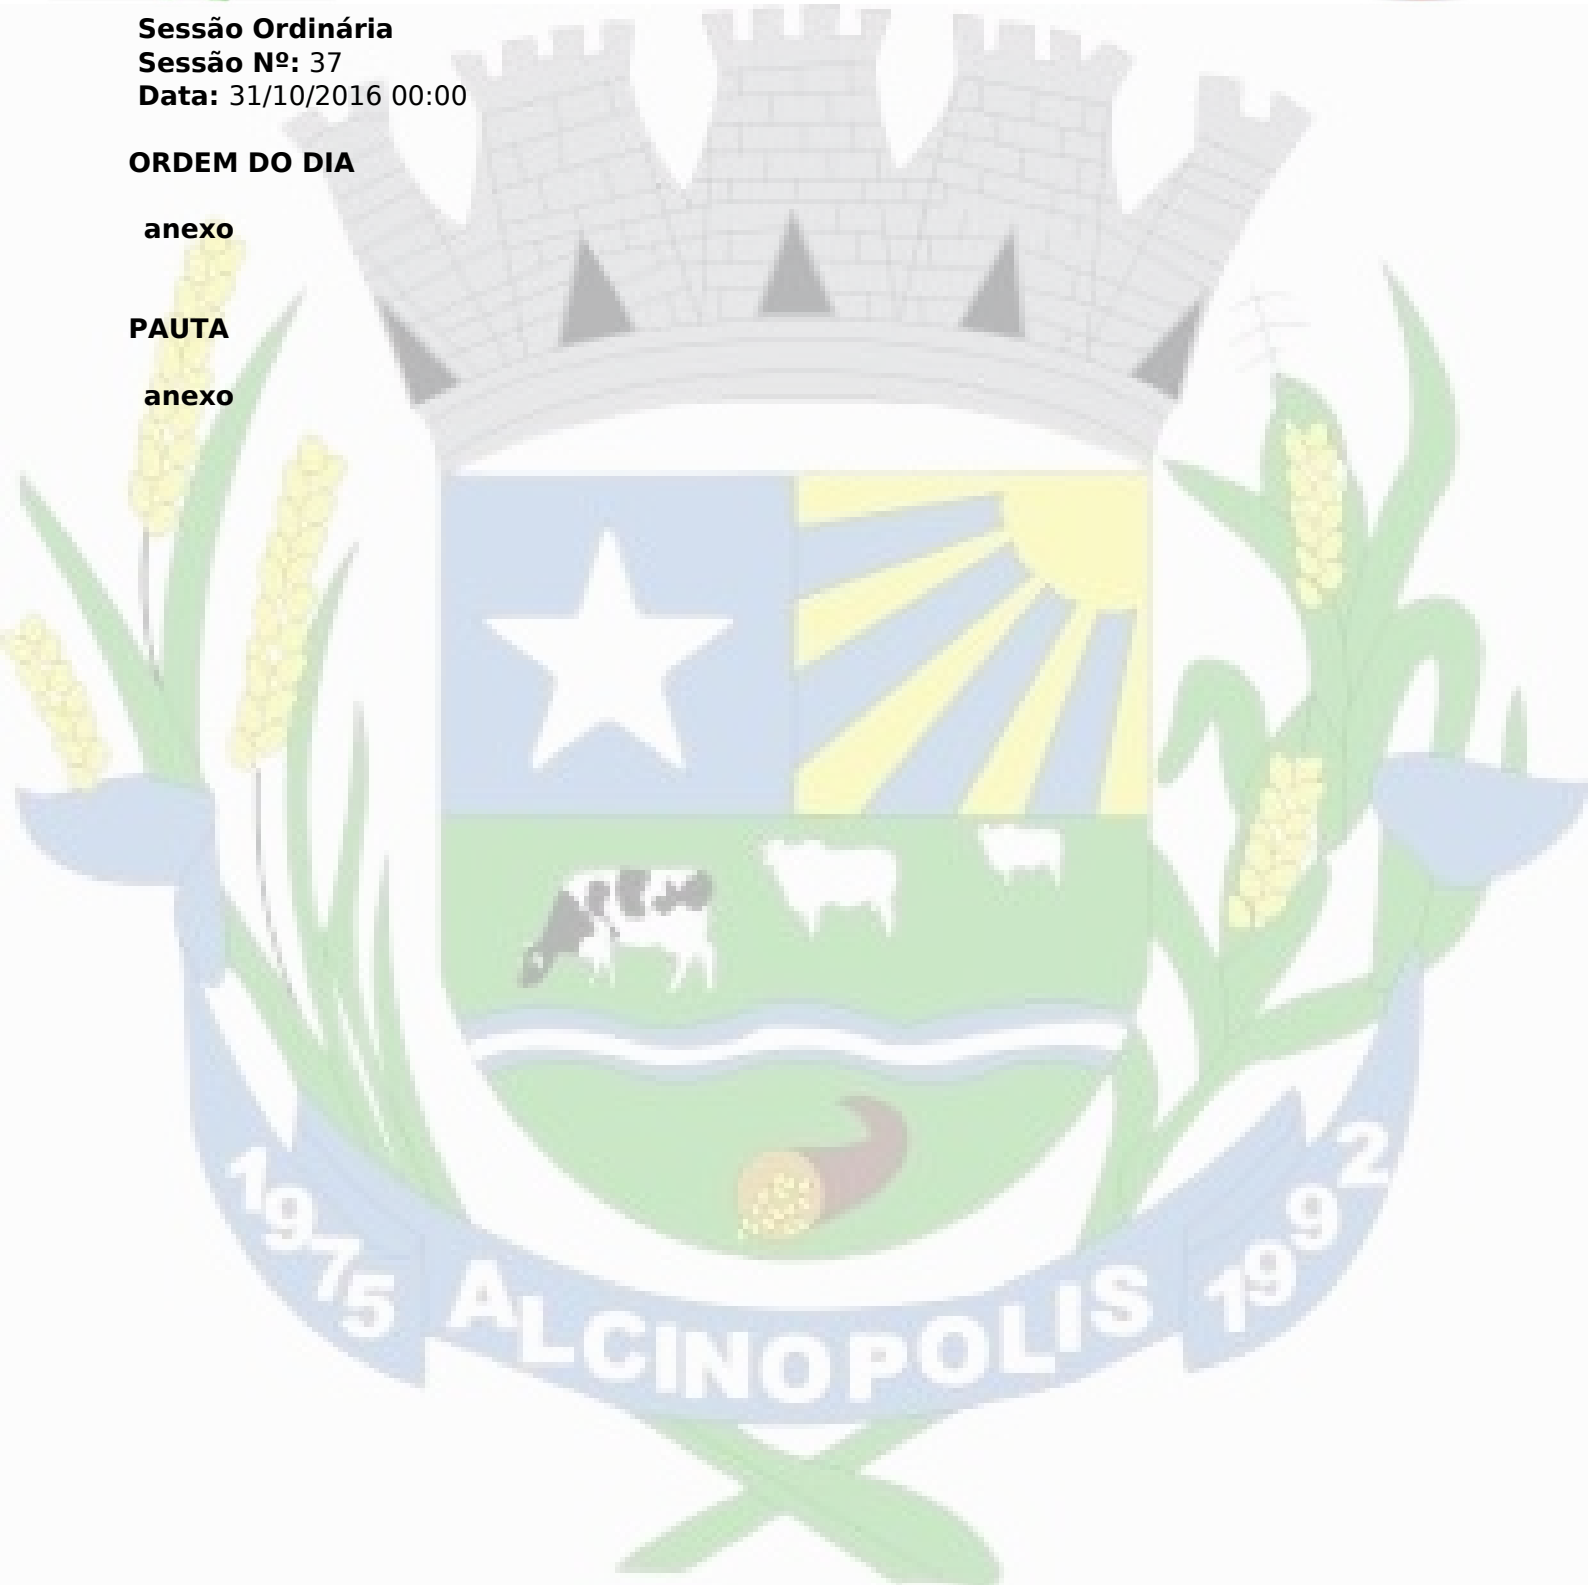 Sessão Ordinária
Sessão Nº: 37
Data: 31/10/2016 00:00
ORDEM DO DIA
anexo
PAUTA
anexo
1975 ALCINOPOLIS 1992